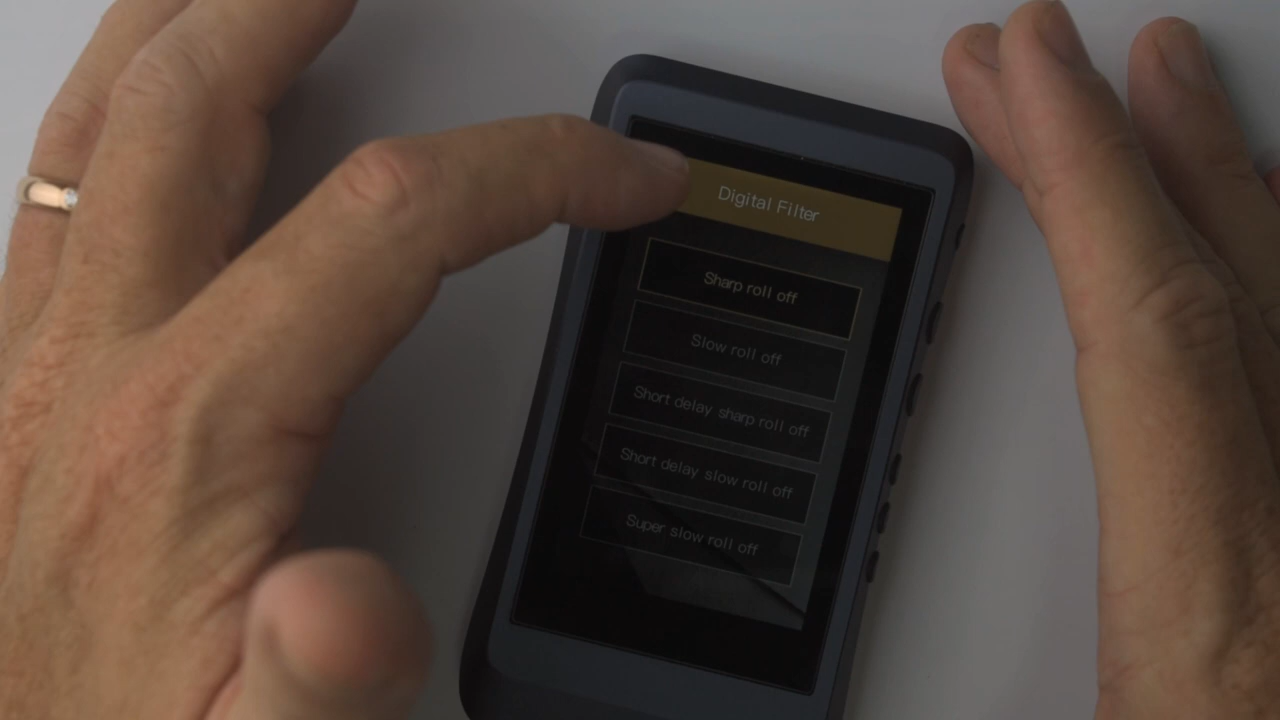 Digital Filter
Sharp roll off
Slow roll off
Short delay sharp roll off
Short delay slow roll off
Super slow roll off